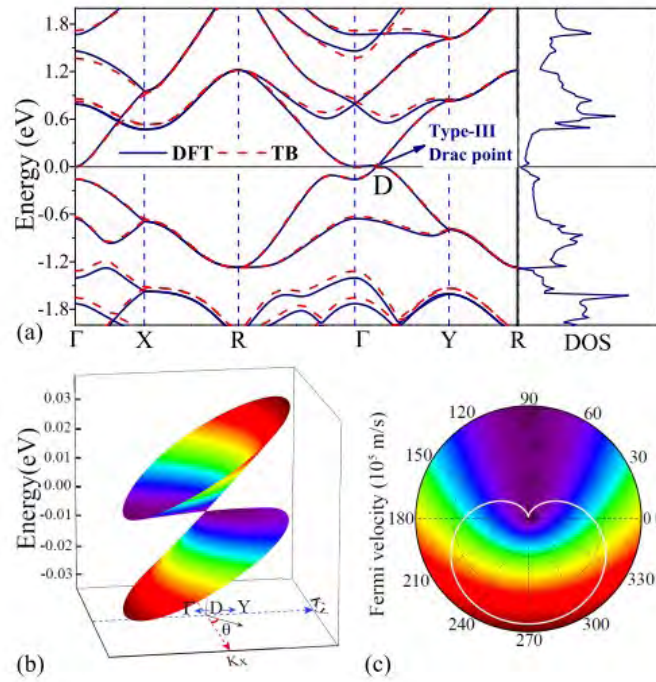 1.8
1.2
0.6
0.0
-0.6
-1.2
-1.8
Energy (eV)
DFT
TB
Type-III
Drac point
D
(a)
Γ X R Γ Y R DOS
0.03
0.02
0.01
0.00
-0.01
-0.02
-0.03
Energy(eV)
Γ D Y
θ
Kx
(b)
Fermi velocity (10⁵ m/s)
90
120 60
150 30
180 0
210 330
240 300
270
(c)